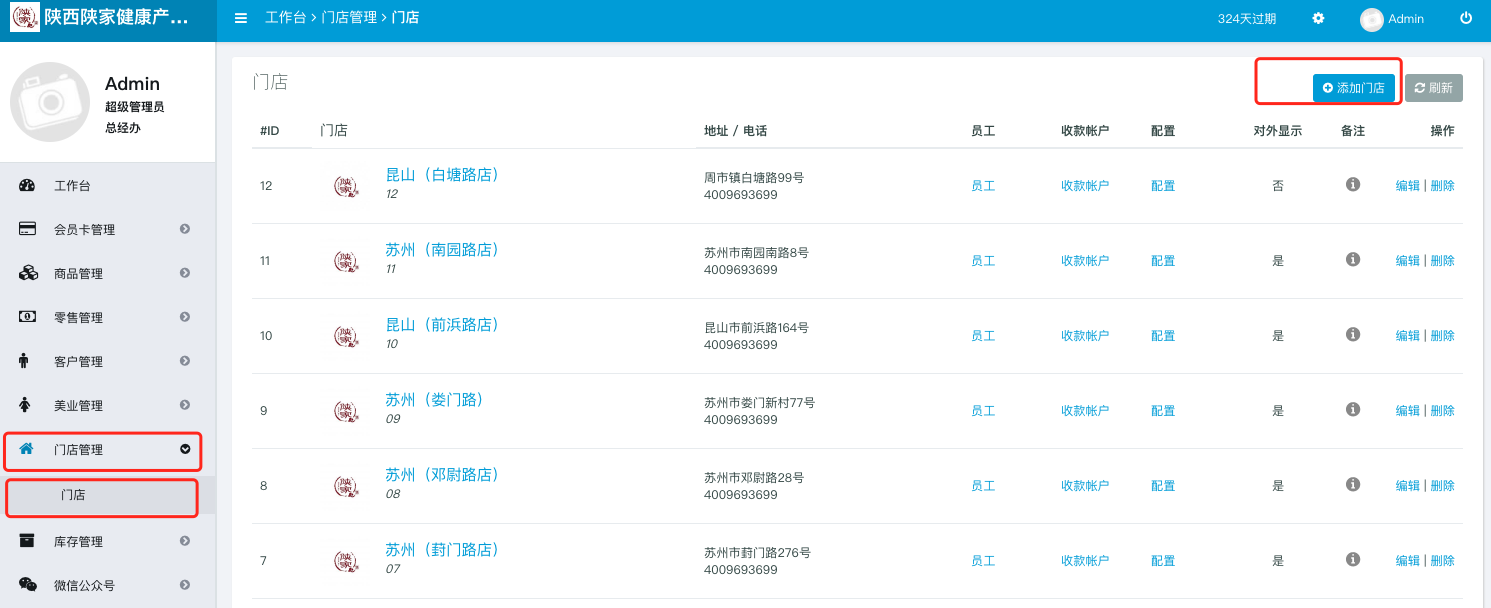 陕西陕家健康产...
工作台 > 门店管理 > 门店
324天过期
Admin
Admin
超级管理员
总经办
工作台
会员卡管理
商品管理
零售管理
客户管理
美业管理
门店管理
门店
库存管理
微信公众号
门店
添加门店
刷新
#ID 门店 地址 / 电话 员工 收款帐户 配置 对外显示 备注 操作
12 昆山（白塘路店） 周市镇白塘路99号 员工 收款帐户 配置 否 编辑 | 删除
12 4009693699
11 苏州（南园路店） 苏州市南园南路8号 员工 收款帐户 配置 是 编辑 | 删除
11 4009693699
10 昆山（前浜路店） 昆山市前浜路164号 员工 收款帐户 配置 是 编辑 | 删除
10 4009693699
9 苏州（娄门路） 苏州市娄门新村77号 员工 收款帐户 配置 是 编辑 | 删除
09 4009693699
8 苏州（邓尉路店） 苏州市邓尉路28号 员工 收款帐户 配置 是 编辑 | 删除
08 4009693699
7 苏州（葑门路店） 苏州市葑门路276号 员工 收款帐户 配置 是 编辑 | 删除
07 4009693699